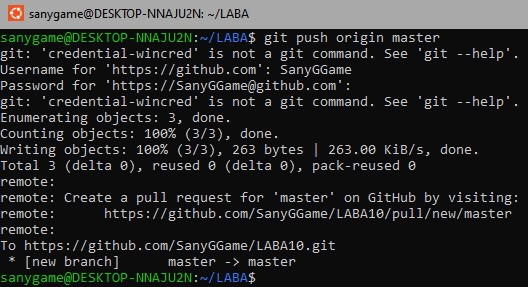 sanygame@DESKTOP-NNAJU2N: ~/LABA
sanygame@DESKTOP-NNAJU2N:~/LABA$ git push origin master
git: 'credential-wincred' is not a git command. See 'git --help'.
Username for 'https://github.com': SanyGGame
Password for 'https://SanyGGame@github.com':
git: 'credential-wincred' is not a git command. See 'git --help'.
Enumerating objects: 3, done.
Counting objects: 100% (3/3), done.
Writing objects: 100% (3/3), 263 bytes | 263.00 KiB/s, done.
Total 3 (delta 0), reused 0 (delta 0), pack-reused 0
remote:
remote: Create a pull request for 'master' on GitHub by visiting:
remote:      https://github.com/SanyGGame/LABA10/pull/new/master
remote:
To https://github.com/SanyGGame/LABA10.git
 * [new branch]      master -> master
sanygame@DESKTOP-NNAJU2N:~/LABA$